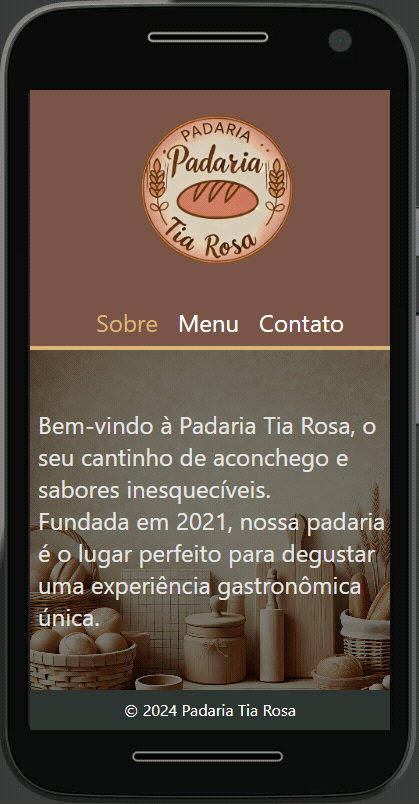 PADARIA
Padaria
Tia Rosa
Sobre Menu Contato
Bem-vindo à Padaria Tia Rosa, o
seu cantinho de aconchego e
sabores inesquecíveis.
Fundada em 2021, nossa padaria
é o lugar perfeito para degustar
uma experiência gastronômica
única.
© 2024 Padaria Tia Rosa